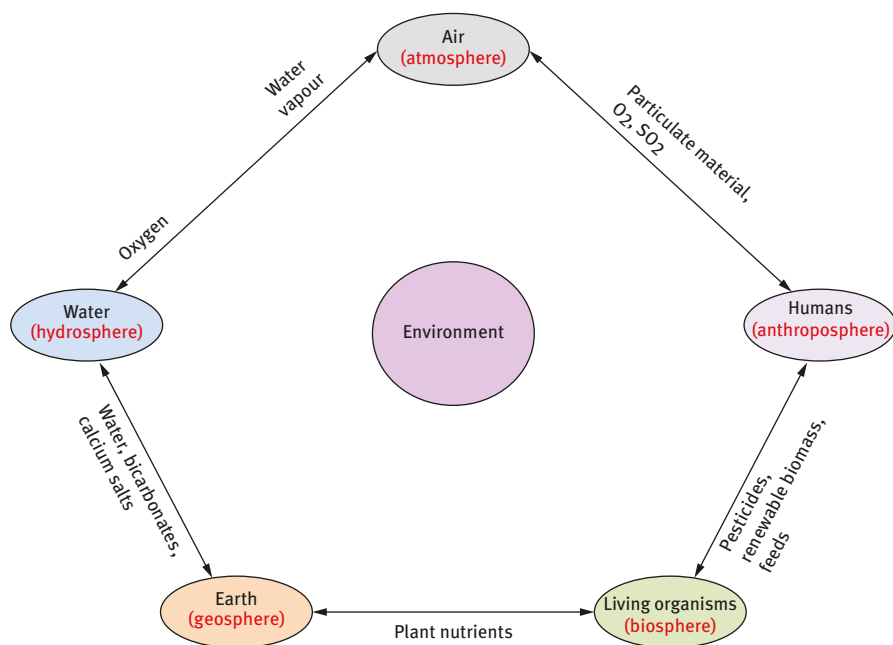 Air
(atmosphere)
Water
vapour
Oxygen
Particulate material,
O2, SO2
Water
(hydrosphere)
Environment
Humans
(anthroposphere)
Water, bicarbonates,
calcium salts
Pesticides,
renewable biomass,
feeds
Earth
(geosphere)
Plant nutrients
Living organisms
(biosphere)